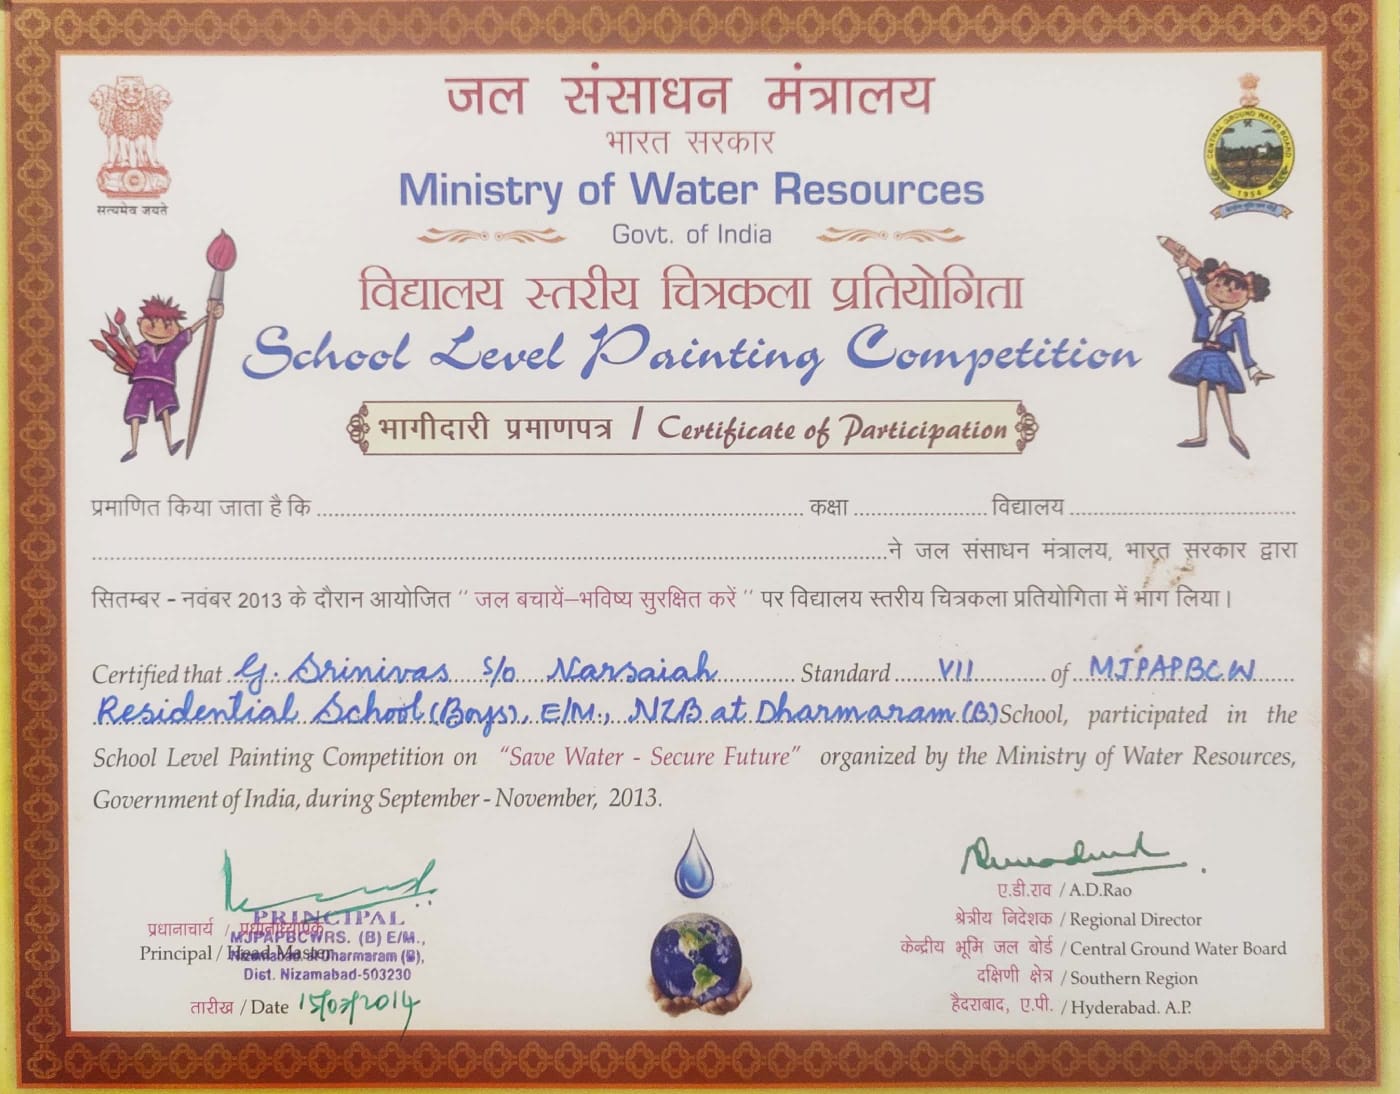 जल संसाधन मंत्रालय
भारत सरकार
Ministry of Water Resources
Govt. of India
सत्यमेव जयते
CENTRAL GROUND WATER BOARD
1954
विद्यालय स्तरीय चित्रकला प्रतियोगिता
School Level Painting Competition
भागीदारी प्रमाणपत्र / Certificate of Participation
प्रमाणित किया जाता है कि ........ कक्षा ........ विद्यालय ........
........ ने जल संसाधन मंत्रालय, भारत सरकार द्वारा
सितम्बर - नवंबर 2013 के दौरान आयोजित " जल बचायें–भविष्य सुरक्षित करें " पर विद्यालय स्तरीय चित्रकला प्रतियोगिता में भाग लिया।
Certified that G. Srinivas S/o Narsaiah Standard VII of MJPAPBCW
Residential School (Boys), E/M., NZB at Dharmaram (B) School, participated in the
School Level Painting Competition on "Save Water - Secure Future" organized by the Ministry of Water Resources,
Government of India, during September - November, 2013.
प्रधानाचार्य / प्रधानाध्यापक
Principal / Head Master
PRINCIPAL
MJPAPBCWRS. (B) E/M.,
Nizamabad at Dharmaram (B),
Dist. Nizamabad-503230
तारीख / Date 15/07/2014
ए.डी.राव / A.D.Rao
श्रेत्रीय निदेशक / Regional Director
केन्द्रीय भूमि जल बोर्ड / Central Ground Water Board
दक्षिणी क्षेत्र / Southern Region
हैदराबाद, ए.पी. / Hyderabad. A.P.